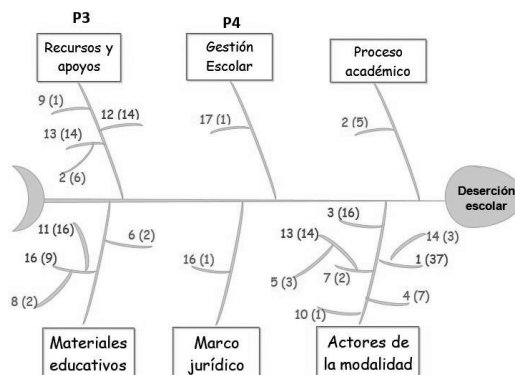 P3
P4
Recursos y
apoyos
Gestión
Escolar
Proceso
académico
9 (1)
12 (14)
13 (14)
2 (6)
17 (1)
2 (5)
Deserción
escolar
11 (16)
6 (2)
16 (9)
8 (2)
16 (1)
3 (16)
13 (14)
14 (3)
1 (37)
7 (2)
5 (3)
4 (7)
10 (1)
Materiales
educativos
Marco
jurídico
Actores de
la modalidad